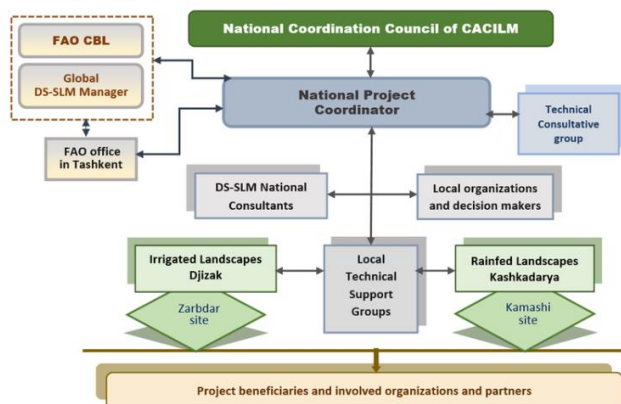 National Coordination Council of CACILM
FAO CBL
Global
DS-SLM Manager
National Project
Coordinator
Technical
Consultative
group
FAO office
in Tashkent
DS-SLM National
Consultants
Local organizations
and decision makers
Irrigated Landscapes
Djizak
Local
Technical
Support
Groups
Rainfed Landscapes
Kashkadarya
Zarbdar
site
Kamashi
site
Project beneficiaries and involved organizations and partners